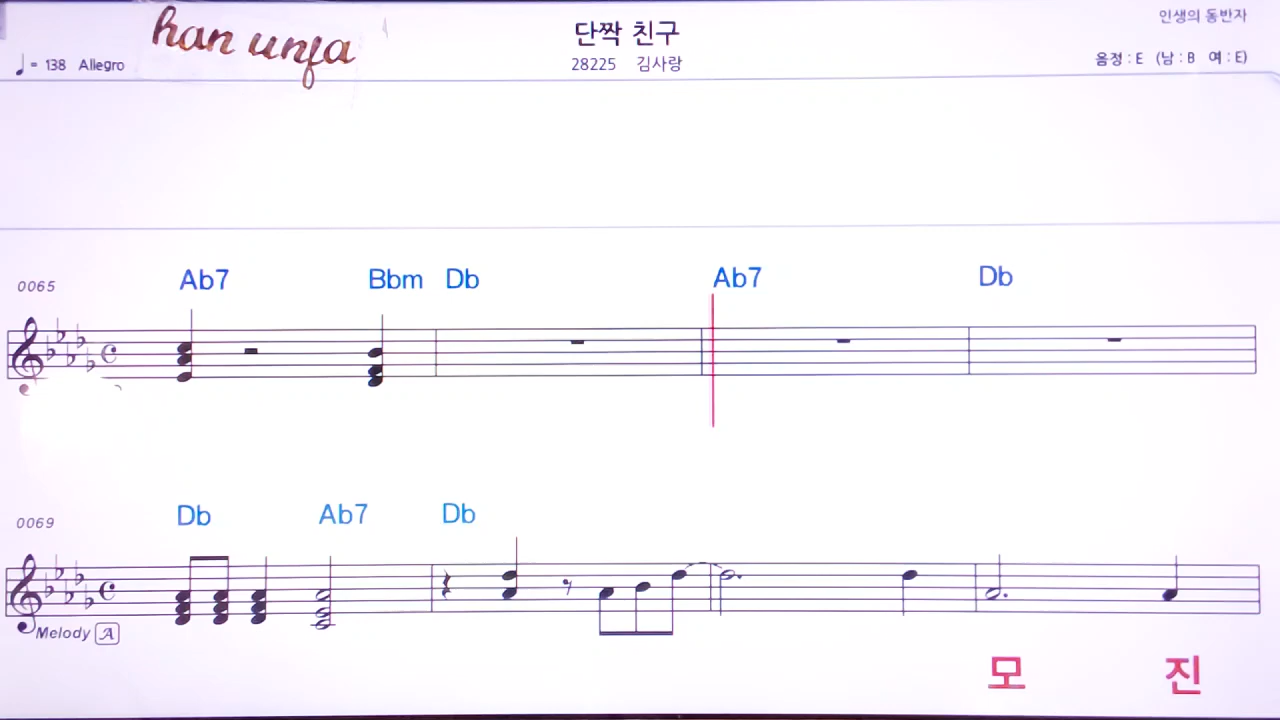 han unfa
단짝 친구
인생의 동반자
♩= 138 Allegro
28225 김사랑
음정 : E (남 : B 여 : E)
0065 Ab7 Bbm Db Ab7 Db
0069 Db Ab7 Db
Melody A
모 진